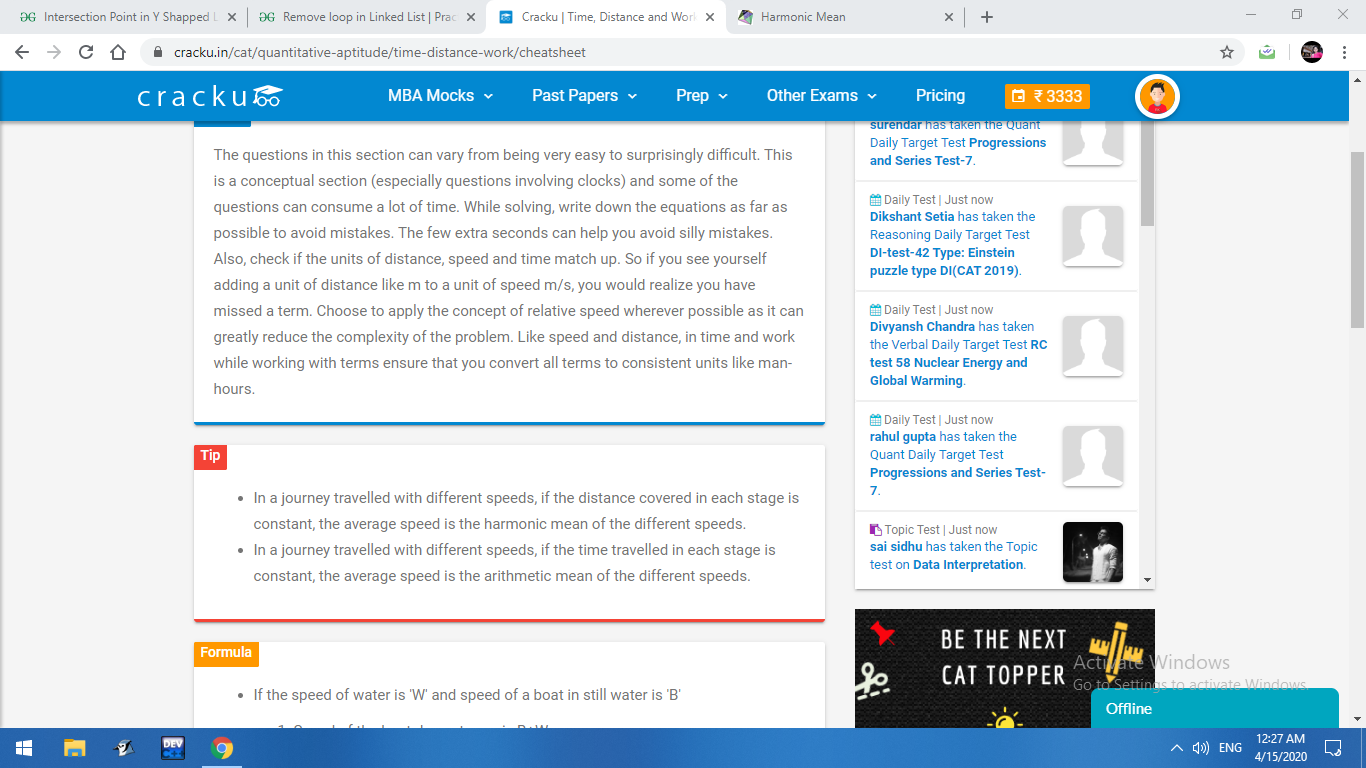 Intersection Point in Y Shapped L
Remove loop in Linked List | Prac
Cracku | Time, Distance and Work
Harmonic Mean
cracku.in/cat/quantitative-aptitude/time-distance-work/cheatsheet
cracku
MBA Mocks
Past Papers
Prep
Other Exams
Pricing
₹ 3333
The questions in this section can vary from being very easy to surprisingly difficult. This
is a conceptual section (especially questions involving clocks) and some of the
questions can consume a lot of time. While solving, write down the equations as far as
possible to avoid mistakes. The few extra seconds can help you avoid silly mistakes.
Also, check if the units of distance, speed and time match up. So if you see yourself
adding a unit of distance like m to a unit of speed m/s, you would realize you have
missed a term. Choose to apply the concept of relative speed wherever possible as it can
greatly reduce the complexity of the problem. Like speed and distance, in time and work
while working with terms ensure that you convert all terms to consistent units like man-
hours.
Tip
• In a journey travelled with different speeds, if the distance covered in each stage is
constant, the average speed is the harmonic mean of the different speeds.
• In a journey travelled with different speeds, if the time travelled in each stage is
constant, the average speed is the arithmetic mean of the different speeds.
Formula
• If the speed of water is 'W' and speed of a boat in still water is 'B'
surendar has taken the Quant
Daily Target Test Progressions
and Series Test-7.
Daily Test | Just now
Dikshant Setia has taken the
Reasoning Daily Target Test
DI-test-42 Type: Einstein
puzzle type DI(CAT 2019).
Daily Test | Just now
Divyansh Chandra has taken
the Verbal Daily Target Test RC
test 58 Nuclear Energy and
Global Warming.
Daily Test | Just now
rahul gupta has taken the
Quant Daily Target Test
Progressions and Series Test-
7.
Topic Test | Just now
sai sidhu has taken the Topic
test on Data Interpretation.
BE THE NEXT
CAT TOPPER
Activate Windows
Go to Settings to activate Windows.
Offline
DEV
C++
ENG
12:27 AM
4/15/2020